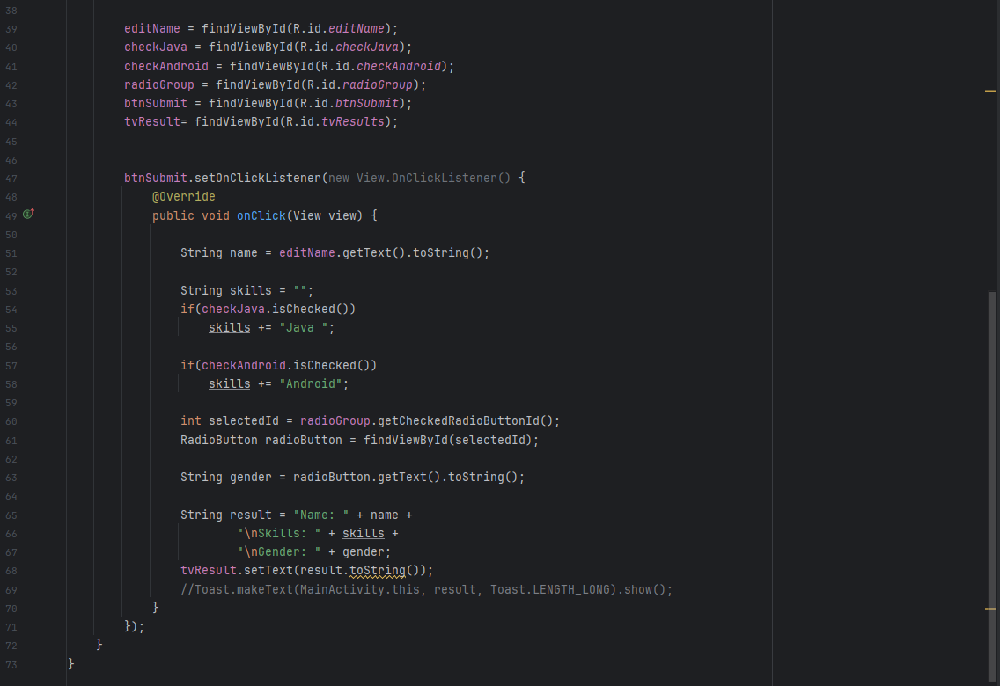 38
39 editName = findViewById(R.id.editName);
40 checkJava = findViewById(R.id.checkJava);
41 checkAndroid = findViewById(R.id.checkAndroid);
42 radioGroup = findViewById(R.id.radioGroup);
43 btnSubmit = findViewById(R.id.btnSubmit);
44 tvResult= findViewById(R.id.tvResults);
45
46
47 btnSubmit.setOnClickListener(new View.OnClickListener() {
48 @Override
49 public void onClick(View view) {
50
51 String name = editName.getText().toString();
52
53 String skills = "";
54 if(checkJava.isChecked())
55 skills += "Java ";
56
57 if(checkAndroid.isChecked())
58 skills += "Android";
59
60 int selectedId = radioGroup.getCheckedRadioButtonId();
61 RadioButton radioButton = findViewById(selectedId);
62
63 String gender = radioButton.getText().toString();
64
65 String result = "Name: " + name +
66 "\nSkills: " + skills +
67 "\nGender: " + gender;
68 tvResult.setText(result.toString());
69 //Toast.makeText(MainActivity.this, result, Toast.LENGTH_LONG).show();
70 }
71 });
72 }
73 }